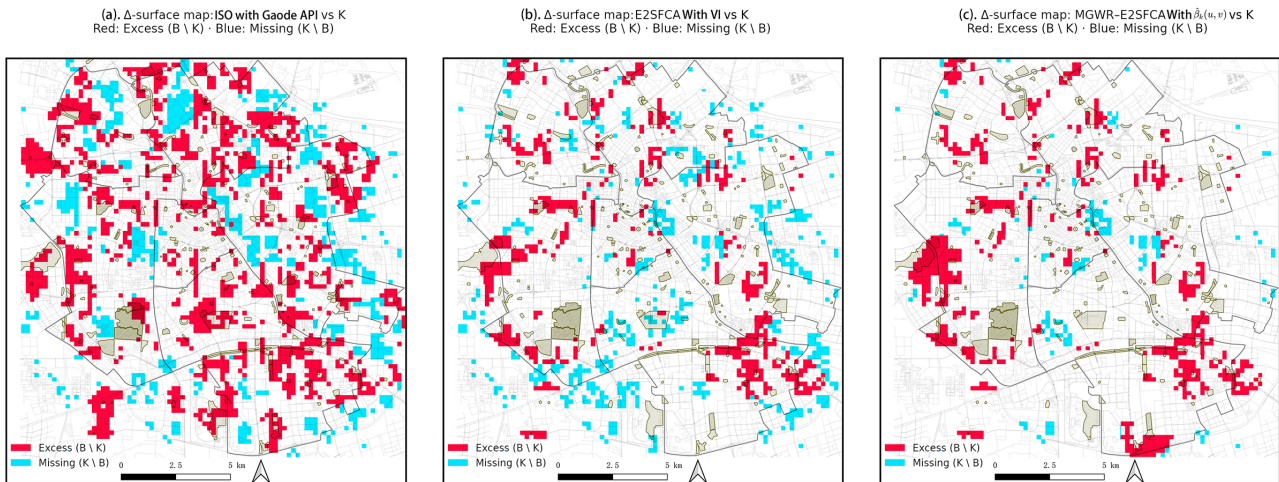 (a). Δ-surface map: ISO with Gaode API vs K
Red: Excess (B \ K) · Blue: Missing (K \ B)
(b). Δ-surface map: E2SFCA With VI vs K
Red: Excess (B \ K) · Blue: Missing (K \ B)
(c). Δ-surface map: MGWR–E2SFCA With β̂ₖ(u, v) vs K
Red: Excess (B \ K) · Blue: Missing (K \ B)
Excess (B \ K)
Missing (K \ B)
0 2.5 5 km
Excess (B \ K)
Missing (K \ B)
0 2.5 5 km
Excess (B \ K)
Missing (K \ B)
0 2.5 5 km